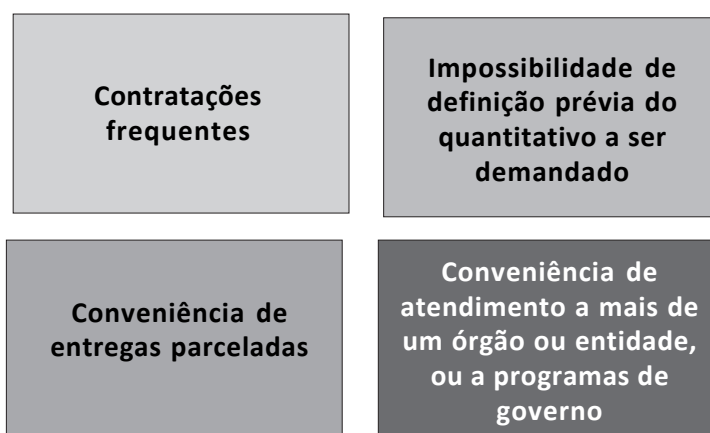 Contratações
frequentes
Impossibilidade de
definição prévia do
quantitativo a ser
demandado
Conveniência de
entregas parceladas
Conveniência de
atendimento a mais de
um órgão ou entidade,
ou a programas de
governo